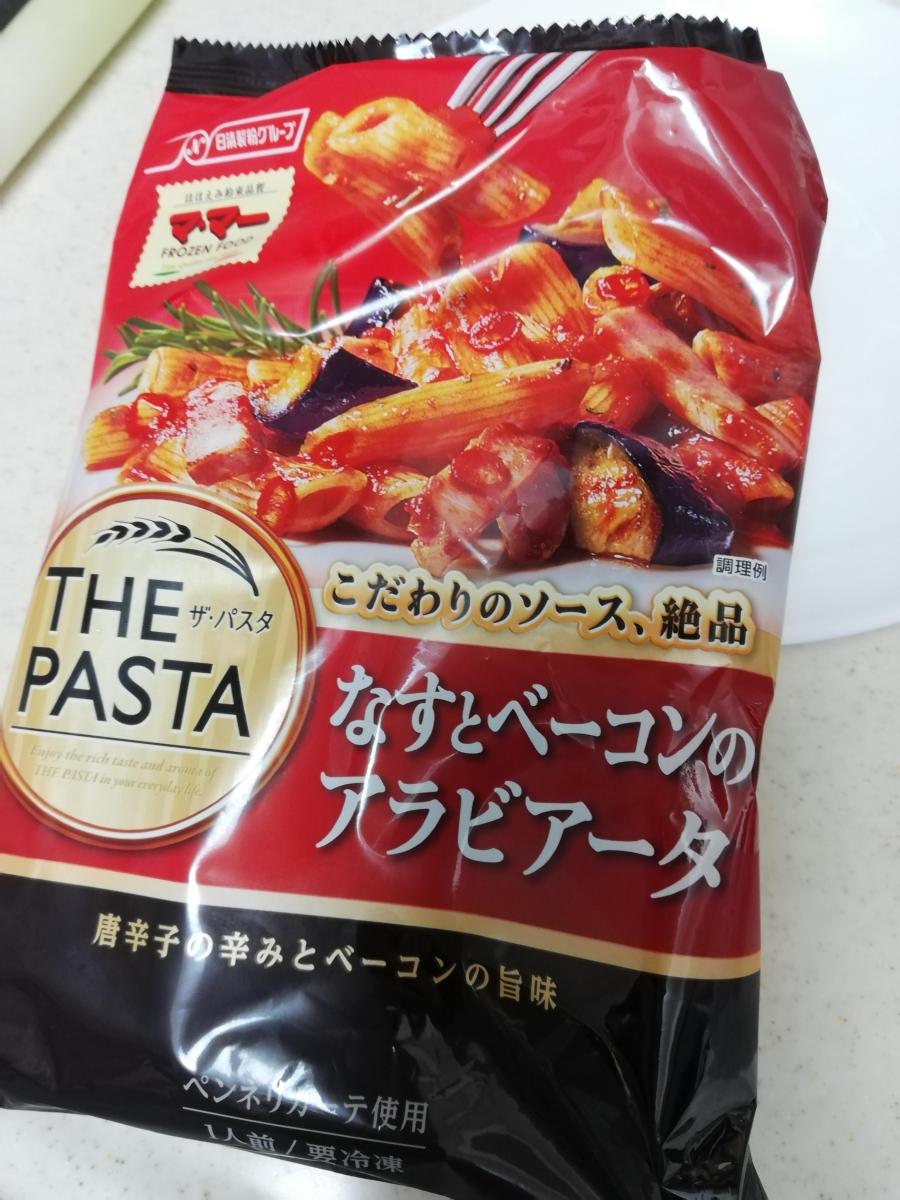 日清製粉グループ
ほほえみ約束品質
マ・マー
FROZEN FOOD
調理例
こだわりのソース、絶品
THE
ザ・パスタ
PASTA
Enjoy the rich taste and aroma of
THE PASTA in your everyday life.
なすとベーコンの
アラビアータ
唐辛子の辛みとベーコンの旨味
ペンネリガーテ使用
1人前/要冷凍